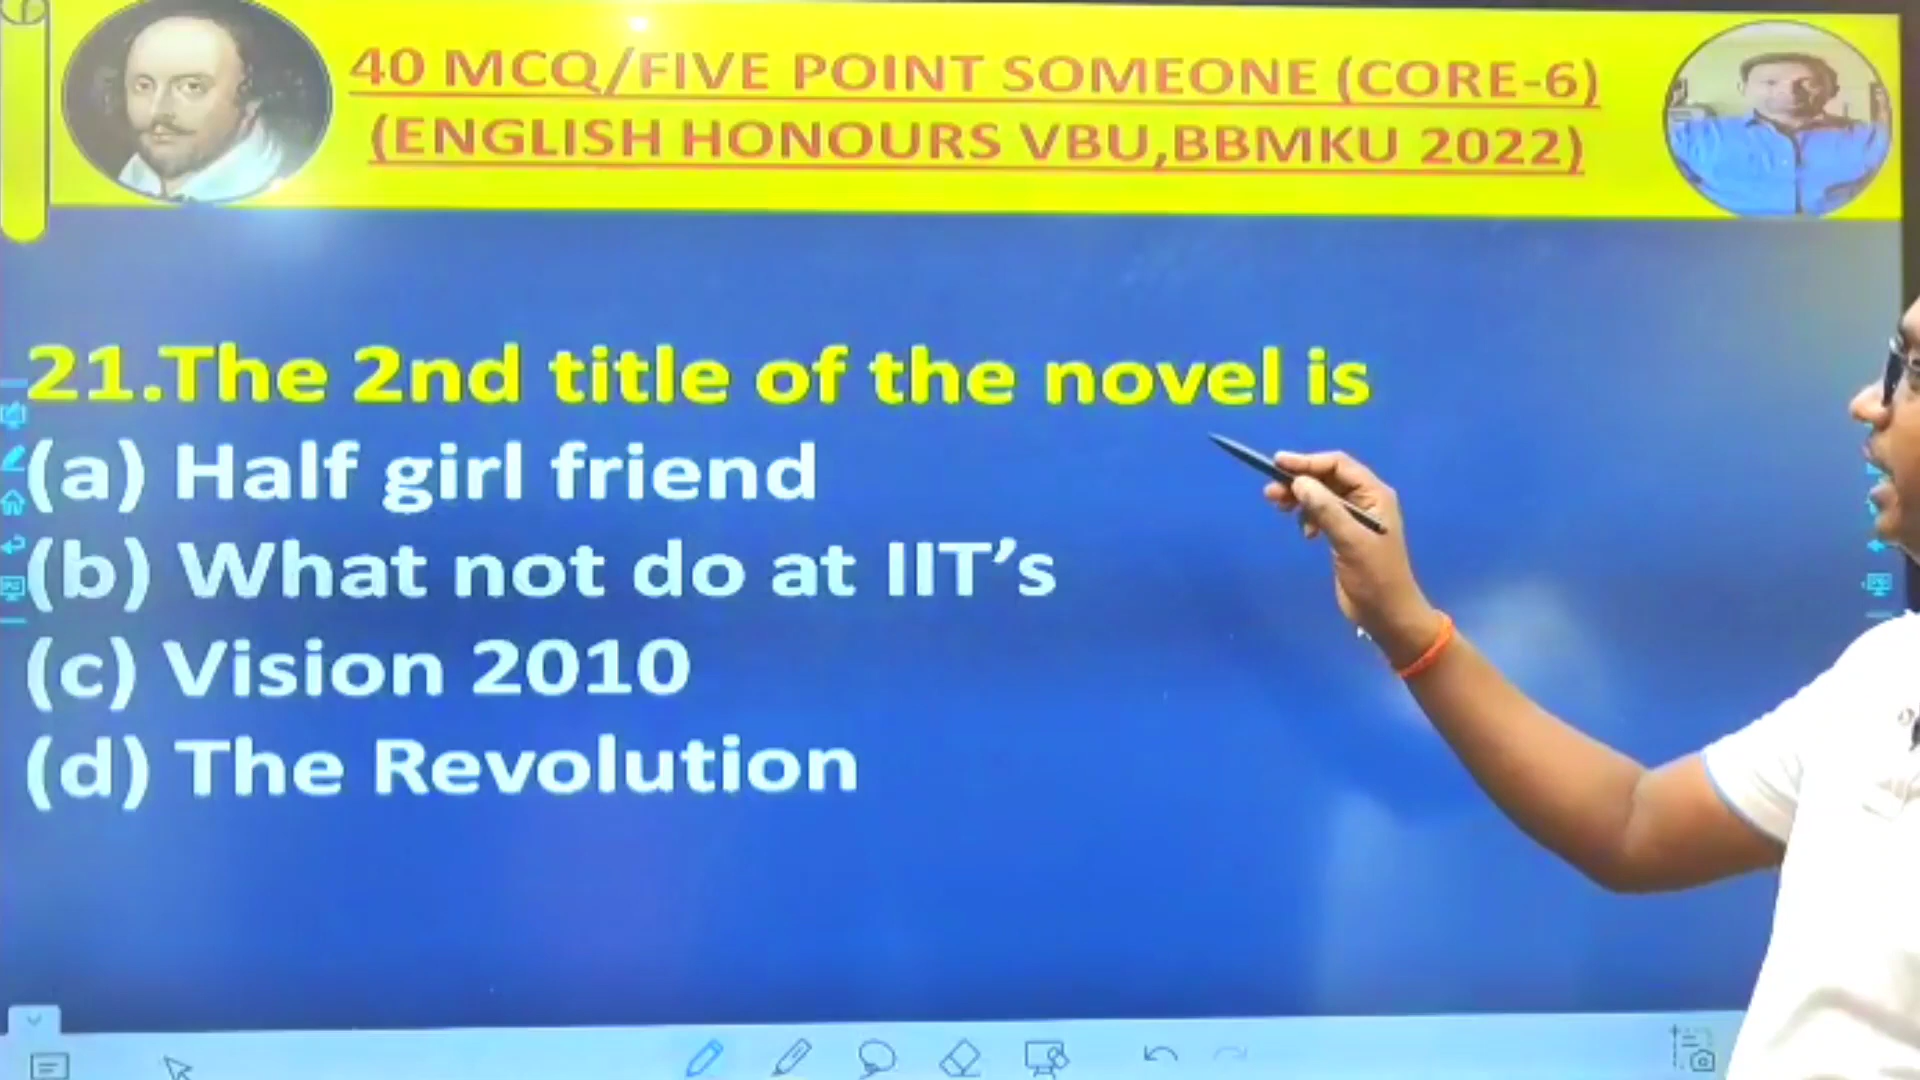 40 MCQ/FIVE POINT SOMEONE (CORE-6)
(ENGLISH HONOURS VBU,BBMKU 2022)
21.The 2nd title of the novel is
(a) Half girl friend
(b) What not do at IIT’s
(c) Vision 2010
(d) The Revolution